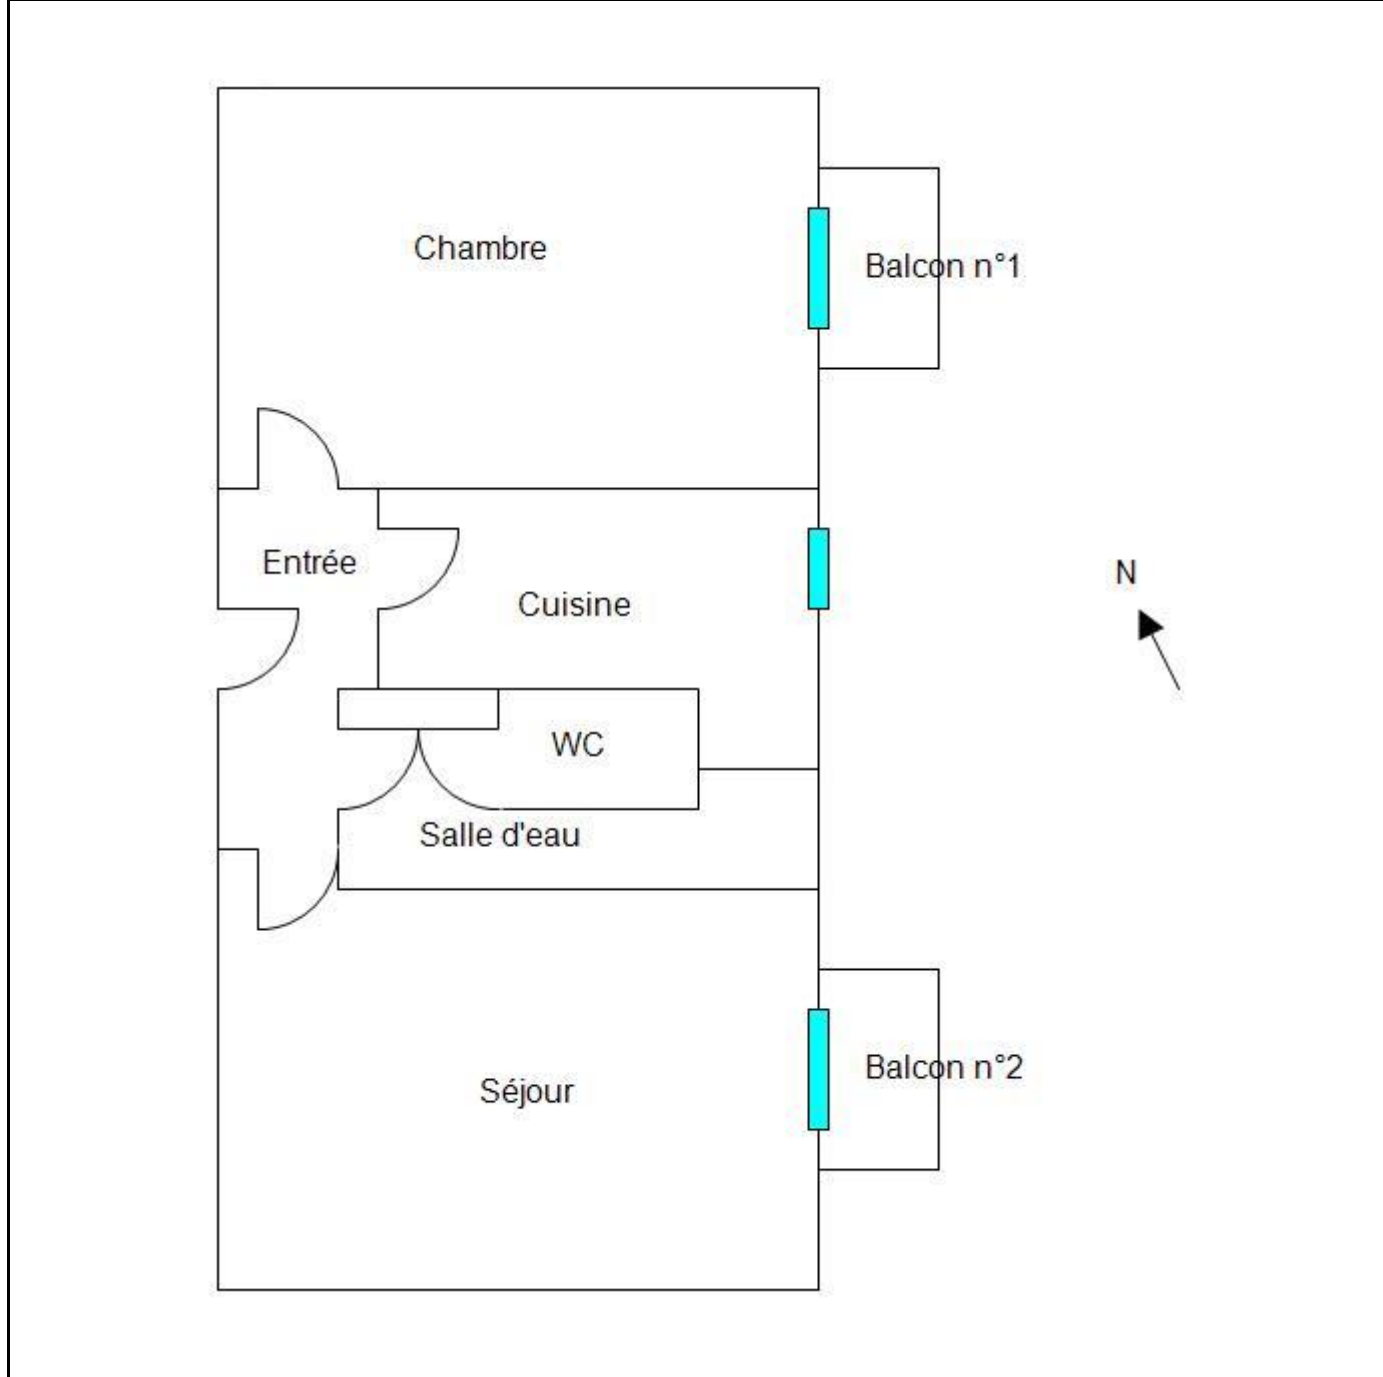 Chambre
Balcon n°1
Entrée
N
Cuisine
WC
Salle d'eau
Séjour
Balcon n°2